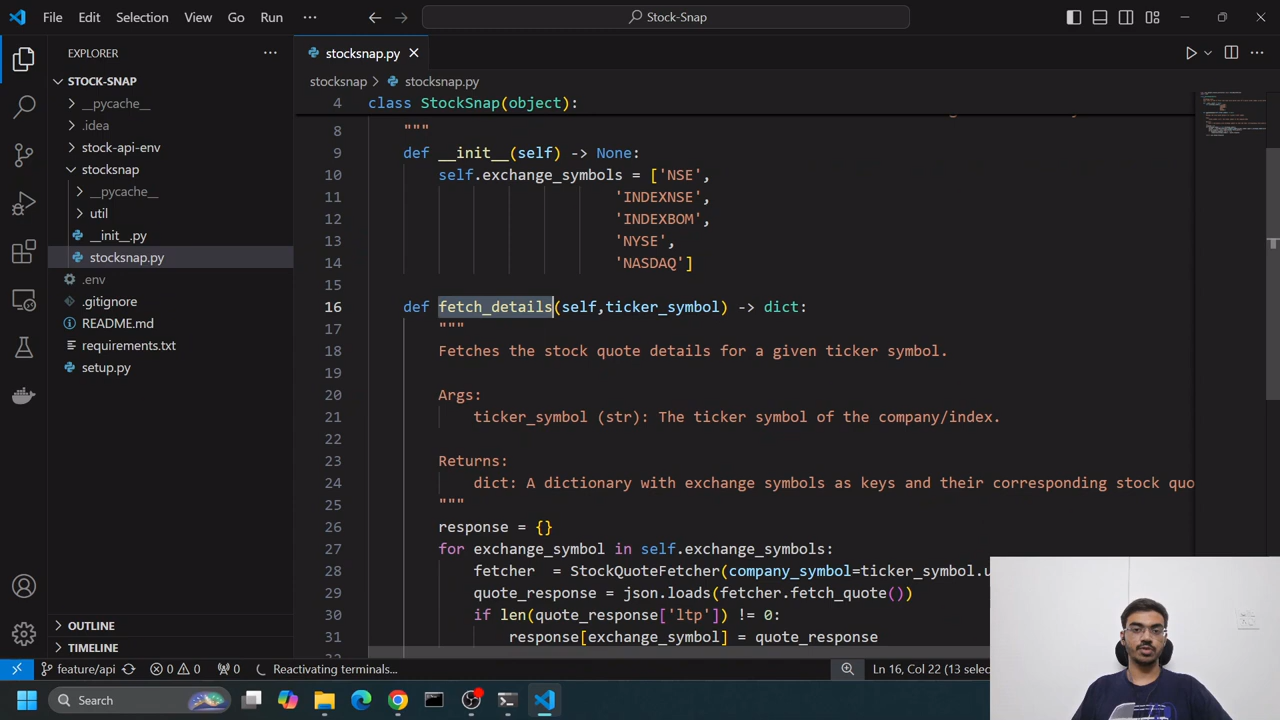 File Edit Selection View Go Run ··· Stock-Snap
EXPLORER ···
STOCK-SNAP
__pycache__
.idea
stock-api-env
stocksnap
__pycache__
util
__init__.py
stocksnap.py
.env
.gitignore
README.md
requirements.txt
setup.py
OUTLINE
TIMELINE
stocksnap.py
stocksnap > stocksnap.py
4 class StockSnap(object):
8 """
9 def __init__(self) -> None:
10 self.exchange_symbols = ['NSE',
11 'INDEXNSE',
12 'INDEXBOM',
13 'NYSE',
14 'NASDAQ']
15
16 def fetch_details(self,ticker_symbol) -> dict:
17 """
18 Fetches the stock quote details for a given ticker symbol.
19
20 Args:
21 ticker_symbol (str): The ticker symbol of the company/index.
22
23 Returns:
24 dict: A dictionary with exchange symbols as keys and their corresponding stock quo
25 """
26 response = {}
27 for exchange_symbol in self.exchange_symbols:
28 fetcher = StockQuoteFetcher(company_symbol=ticker_symbol.u
29 quote_response = json.loads(fetcher.fetch_quote())
30 if len(quote_response['ltp']) != 0:
31 response[exchange_symbol] = quote_response
feature/api 0 0 0 Reactivating terminals... Ln 16, Col 22 (13 selec
Search